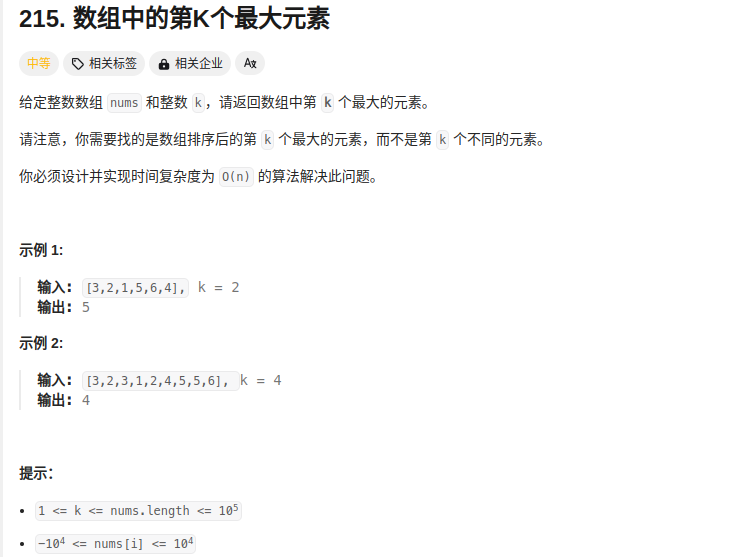 215. 数组中的第K个最大元素
中等 相关标签 相关企业 Aあ
给定整数数组 nums 和整数 k，请返回数组中第 k 个最大的元素。
请注意，你需要找的是数组排序后的第 k 个最大的元素，而不是第 k 个不同的元素。
你必须设计并实现时间复杂度为 O(n) 的算法解决此问题。
示例 1:
输入: [3,2,1,5,6,4], k = 2
输出: 5
示例 2:
输入: [3,2,3,1,2,4,5,5,6], k = 4
输出: 4
提示：
• 1 <= k <= nums.length <= 10⁵
• −10⁴ <= nums[i] <= 10⁴